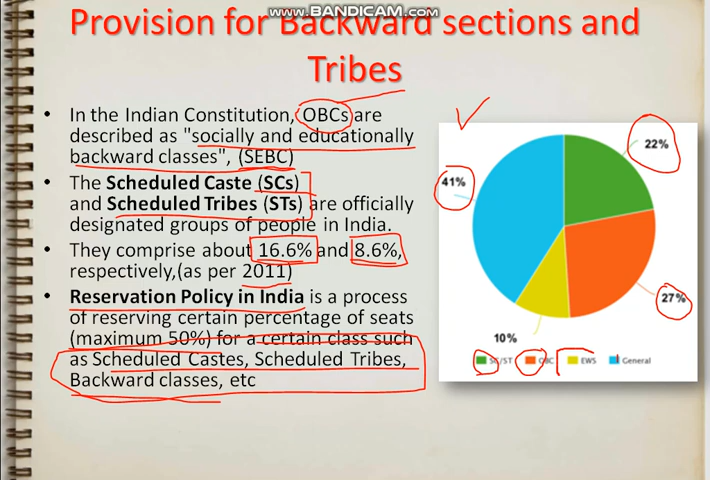 www.BANDICAM.com
Provision for Backward sections and
Tribes
• In the Indian Constitution, OBCs are
described as "socially and educationally
backward classes", (SEBC)
• The Scheduled Caste (SCs)
and Scheduled Tribes (STs) are officially
designated groups of people in India.
• They comprise about 16.6% and 8.6%,
respectively,(as per 2011)
• Reservation Policy in India is a process
of reserving certain percentage of seats
(maximum 50%) for a certain class such
as Scheduled Castes, Scheduled Tribes,
Backward classes, etc
22%
41%
27%
10%
SC/ST OBC EWS General